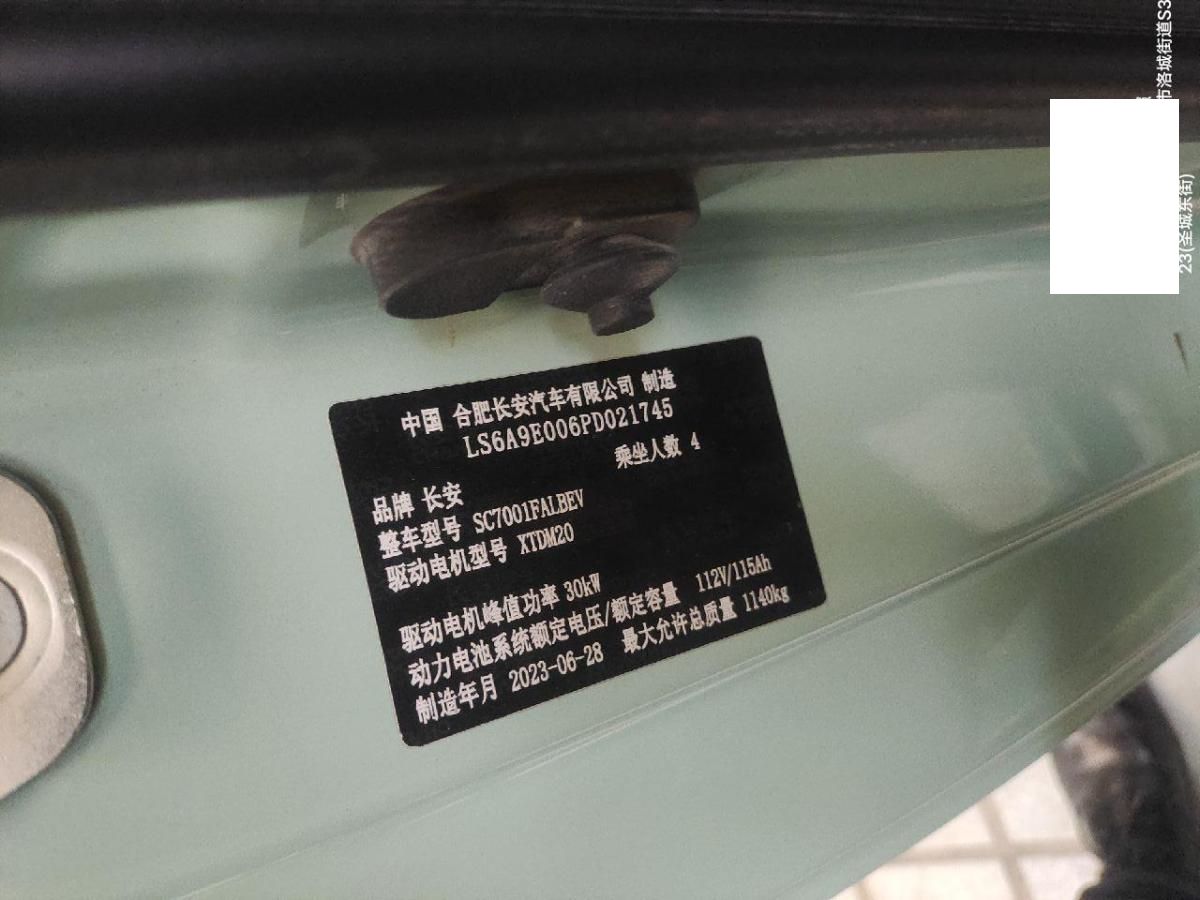 中国 合肥长安汽车有限公司 制造
LS6A9E006PD021745
乘坐人数 4
品牌 长安
整车型号 SC7001FALBEV
驱动电机型号 XTDM20
驱动电机峰值功率 30kW
动力电池系统额定电压/额定容量 112V/115Ah
制造年月 2023-06-28 最大允许总质量 1140kg
市洛城街道S3
23(圣城东街)